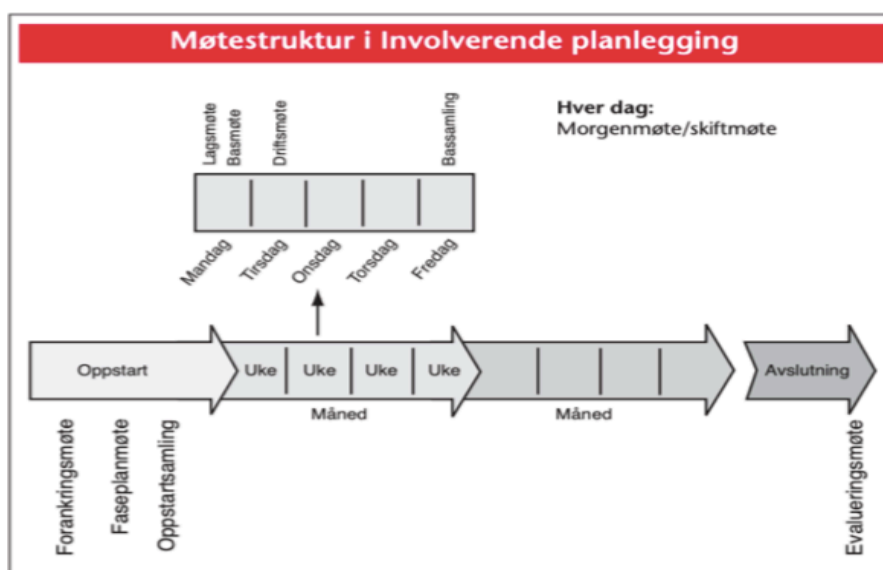 Møtestruktur i Involverende planlegging
Hver dag:
Morgenmøte/skiftmøte
Lagsmøte
Basmøte
Driftsmøte
Bassamling
Mandag
Tirsdag
Onsdag
Torsdag
Fredag
Oppstart
Uke
Uke
Uke
Uke
Avslutning
Måned
Måned
Forankringsmøte
Faseplanmøte
Oppstartsamling
Evalueringsmøte